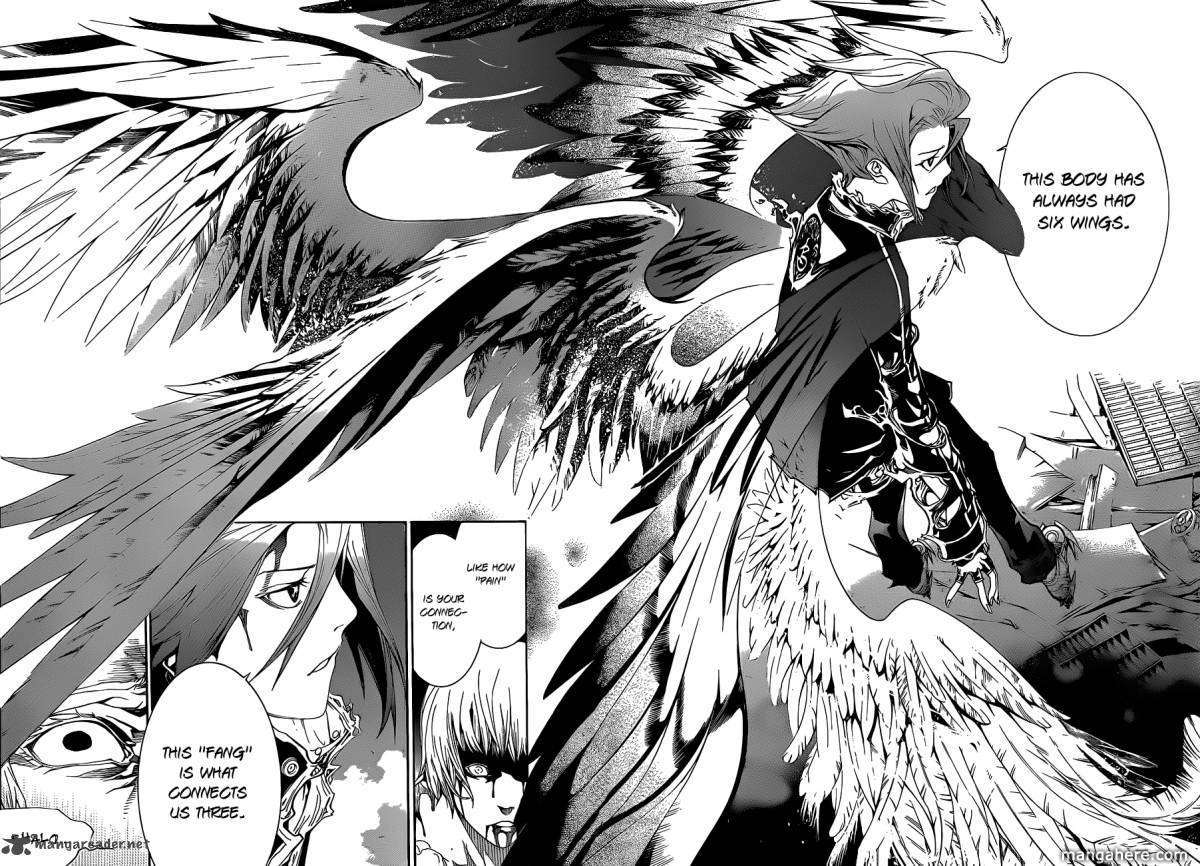 THIS BODY HAS
ALWAYS HAD
SIX WINGS.
LIKE HOW
"PAIN"
IS YOUR
CONNEC-
TION,
THIS "FANG"
IS WHAT
CONNECTS
US THREE.
mangareader.net
mangahere.com